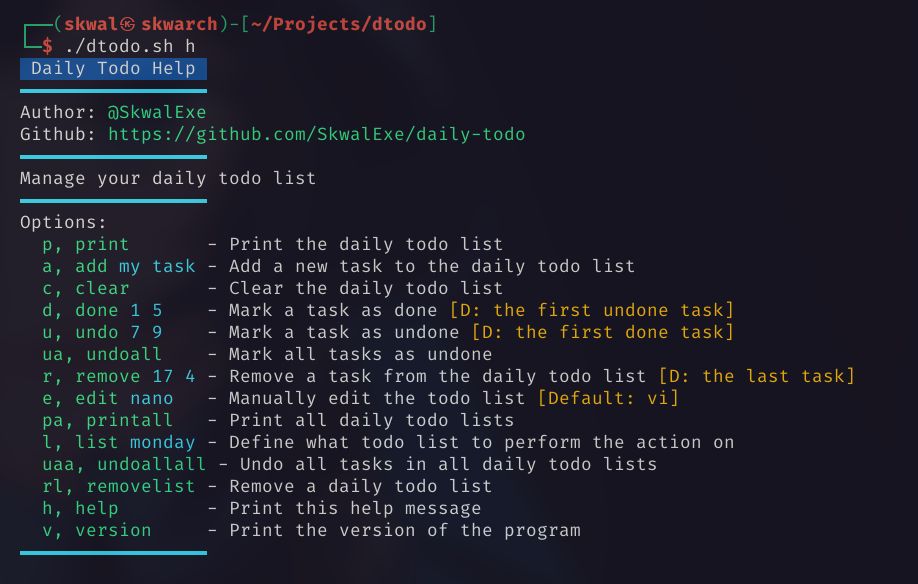 ┌──(skwal㉿skwarch)-[~/Projects/dtodo]
└─$ ./dtodo.sh h
Daily Todo Help
Author: @SkwalExe
Github: https://github.com/SkwalExe/daily-todo
Manage your daily todo list
Options:
  p, print       - Print the daily todo list
  a, add my task - Add a new task to the daily todo list
  c, clear       - Clear the daily todo list
  d, done 1 5    - Mark a task as done [D: the first undone task]
  u, undo 7 9    - Mark a task as undone [D: the first done task]
  ua, undoall    - Mark all tasks as undone
  r, remove 17 4 - Remove a task from the daily todo list [D: the last task]
  e, edit nano   - Manually edit the todo list [Default: vi]
  pa, printall   - Print all daily todo lists
  l, list monday - Define what todo list to perform the action on
  uaa, undoallall - Undo all tasks in all daily todo lists
  rl, removelist - Remove a daily todo list
  h, help        - Print this help message
  v, version     - Print the version of the program